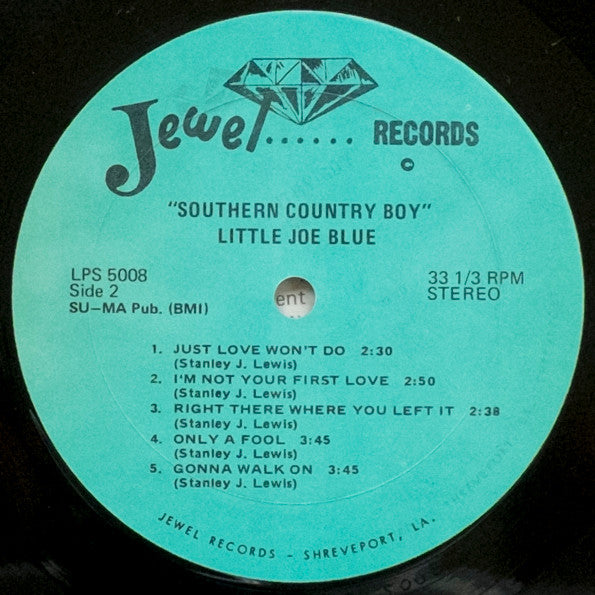 Jewel...... RECORDS
©
"SOUTHERN COUNTRY BOY"
LITTLE JOE BLUE
LPS 5008
Side 2
SU-MA Pub. (BMI)
33 1/3 RPM
STEREO
ent
1. JUST LOVE WON'T DO 2:30
(Stanley J. Lewis)
2. I'M NOT YOUR FIRST LOVE 2:50
(Stanley J. Lewis)
3. RIGHT THERE WHERE YOU LEFT IT 2:38
(Stanley J. Lewis)
4. ONLY A FOOL 3:45
(Stanley J. Lewis)
5. GONNA WALK ON 3:45
(Stanley J. Lewis)
JEWEL RECORDS - SHREVEPORT, LA.